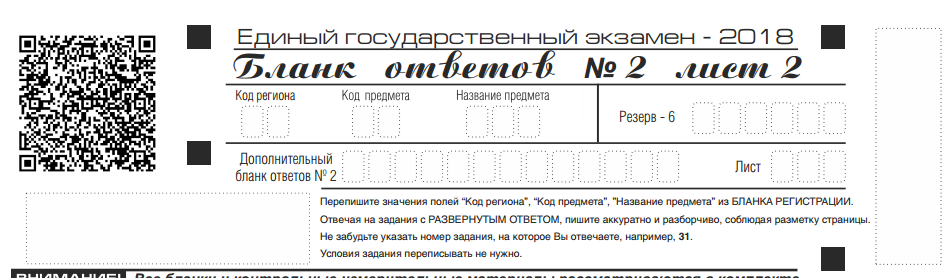 Единый государственный экзамен - 2018
Бланк ответов № 2 лист 2
Код региона Код предмета Название предмета
Резерв - 6
Дополнительный
бланк ответов № 2
Лист
Перепишите значения полей “Код региона”, “Код предмета”, "Название предмета" из БЛАНКА РЕГИСТРАЦИИ.
Отвечая на задания с РАЗВЕРНУТЫМ ОТВЕТОМ, пишите аккуратно и разборчиво, соблюдая разметку страницы.
Не забудьте указать номер задания, на которое Вы отвечаете, например, 31.
Условия задания переписывать не нужно.
ВНИМАНИЕ! Все бланки и контрольные измерительные материалы рассматриваются в комплекте